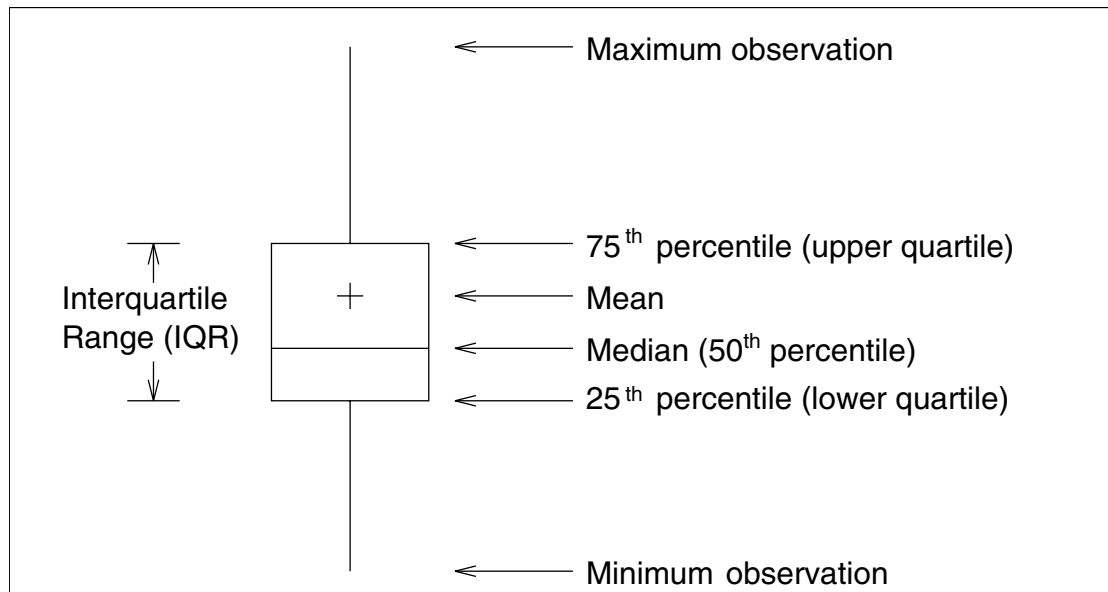 Maximum observation
75th percentile (upper quartile)
Interquartile
Range (IQR)
Mean
Median (50th percentile)
25th percentile (lower quartile)
Minimum observation